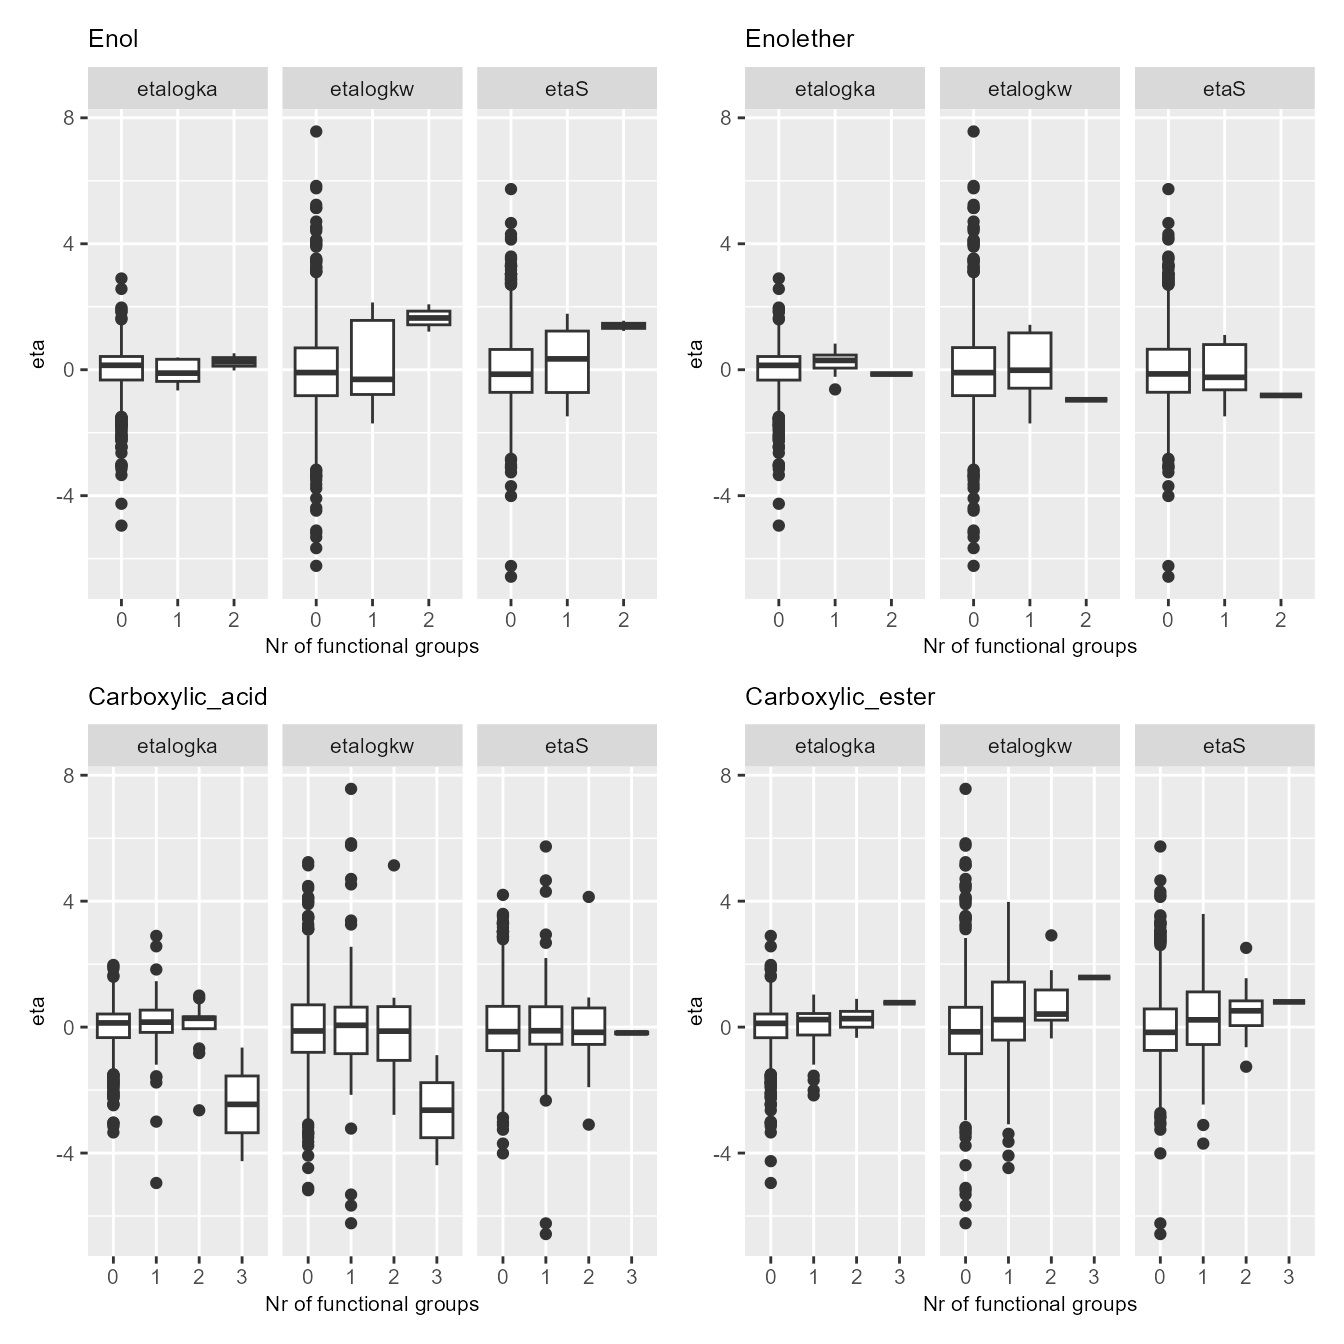 Enol
etalogka etalogkw etaS
8
4
0
-4
eta
0 1 2 0 1 2 0 1 2
Nr of functional groups
Enolether
etalogka etalogkw etaS
8
4
0
-4
eta
0 1 2 0 1 2 0 1 2
Nr of functional groups
Carboxylic_acid
etalogka etalogkw etaS
8
4
0
-4
eta
0 1 2 3 0 1 2 3 0 1 2 3
Nr of functional groups
Carboxylic_ester
etalogka etalogkw etaS
8
4
0
-4
eta
0 1 2 3 0 1 2 3 0 1 2 3
Nr of functional groups